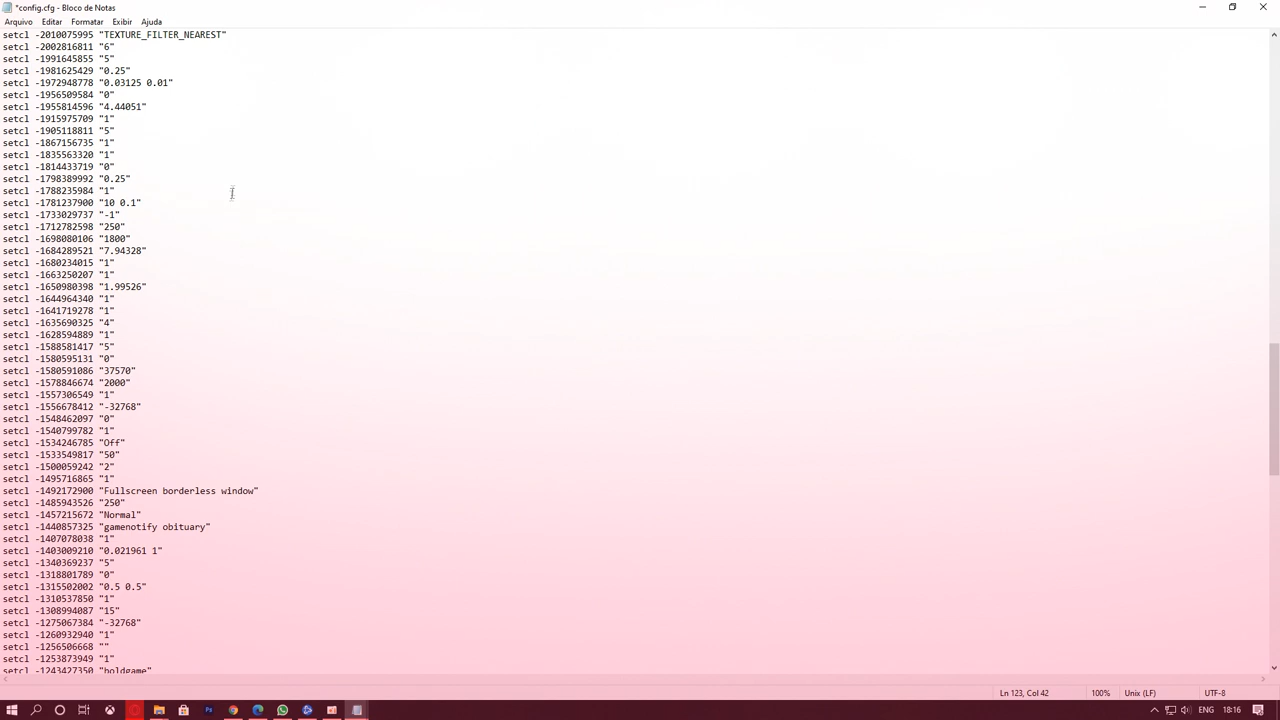 *config.cfg - Bloco de Notas
Arquivo Editar Formatar Exibir Ajuda
setcl -2010075995 "TEXTURE_FILTER_NEAREST"
setcl -2002816811 "6"
setcl -1991645855 "5"
setcl -1981625429 "0.25"
setcl -1972948778 "0.03125 0.01"
setcl -1956509584 "0"
setcl -1955814596 "4.44051"
setcl -1915975709 "1"
setcl -1905118811 "5"
setcl -1867156735 "1"
setcl -1835563320 "1"
setcl -1814433719 "0"
setcl -1798389992 "0.25"
setcl -1788235984 "1"
setcl -1781237900 "10 0.1"
setcl -1733029737 "-1"
setcl -1712782598 "250"
setcl -1698080106 "1800"
setcl -1684289521 "7.94328"
setcl -1680234015 "1"
setcl -1663250207 "1"
setcl -1650980398 "1.99526"
setcl -1644964340 "1"
setcl -1641719278 "1"
setcl -1635690325 "4"
setcl -1628594889 "1"
setcl -1588581417 "5"
setcl -1580595131 "0"
setcl -1580591086 "37570"
setcl -1578846674 "2000"
setcl -1557306549 "1"
setcl -1556678412 "-32768"
setcl -1548462097 "0"
setcl -1540799782 "1"
setcl -1534246785 "Off"
setcl -1533549817 "50"
setcl -1500059242 "2"
setcl -1495716865 "1"
setcl -1492172900 "Fullscreen borderless window"
setcl -1485943526 "250"
setcl -1457215672 "Normal"
setcl -1440857325 "gamenotify obituary"
setcl -1407078038 "1"
setcl -1403009210 "0.021961 1"
setcl -1340369237 "5"
setcl -1318801789 "0"
setcl -1315502002 "0.5 0.5"
setcl -1310537850 "1"
setcl -1308994087 "15"
setcl -1275067384 "-32768"
setcl -1260932940 "1"
setcl -1256506668 ""
setcl -1253873949 "1"
setcl -1243427350 "boldgame"
Ln 123, Col 42 100% Unix (LF) UTF-8
ENG 18:16